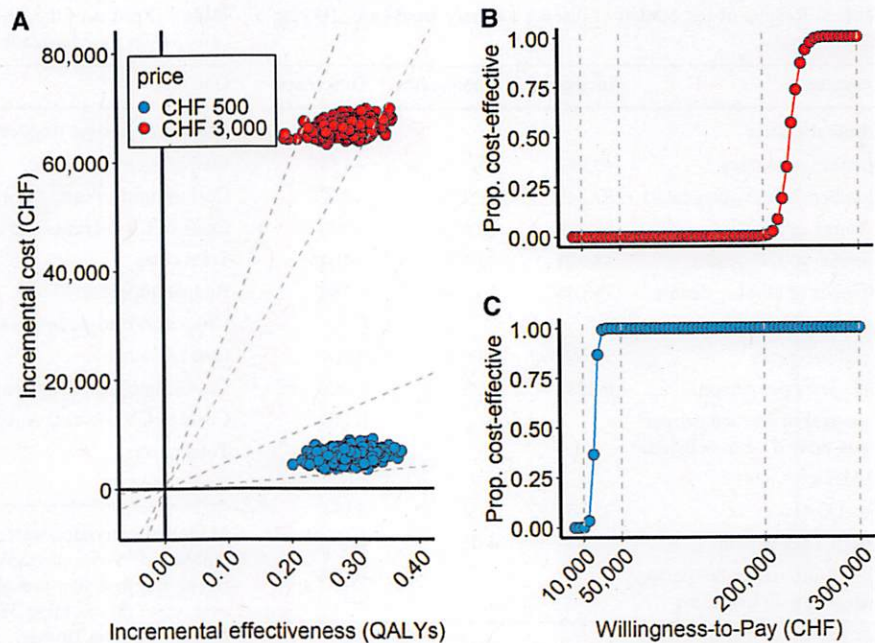 A
80,000
60,000
40,000
20,000
0
Incremental cost (CHF)
price
CHF 500
CHF 3,000
0.00
0.10
0.20
0.30
0.40
Incremental effectiveness (QALYs)
B
1.00
0.75
0.50
0.25
0.00
Prop. cost-effective
C
1.00
0.75
0.50
0.25
0.00
Prop. cost-effective
10,000
50,000
200,000
300,000
Willingness-to-Pay (CHF)